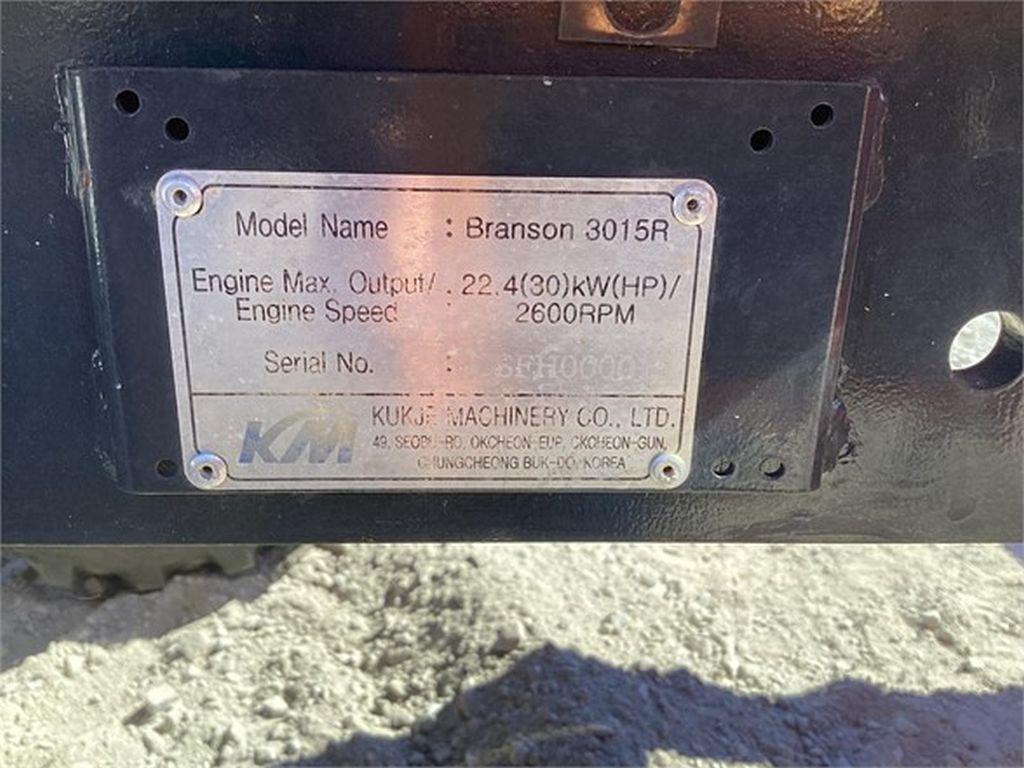 Model Name : Branson 3015R
Engine Max. Output/ : 22.4(30)kW(HP)/
Engine Speed 2600RPM
Serial No. :
KM
KUKJE MACHINERY CO., LTD.
49, SEOBU-RO, OKCHEON-EUP, OKCHEON-GUN,
CHUNGCHEONG BUK-DO, KOREA